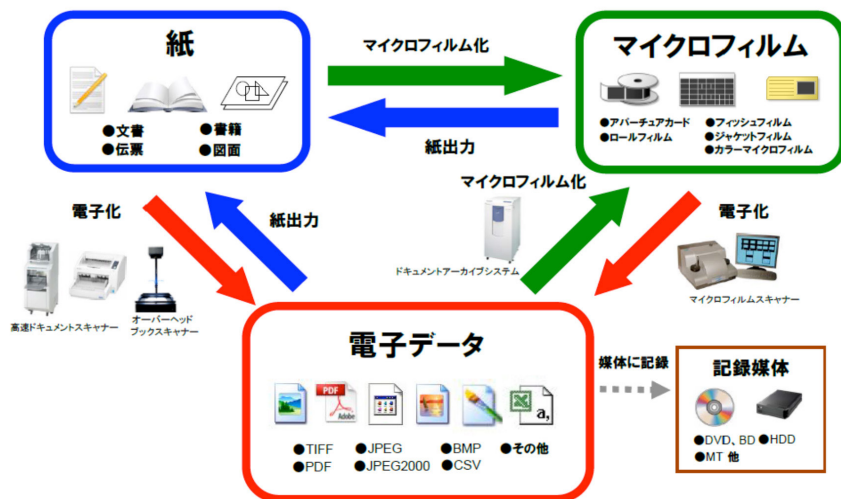 紙
●文書 ●書籍
●伝票 ●図面
マイクロフィルム化
紙出力
マイクロフィルム
●アパーチュアカード ●フィッシュフィルム
●ロールフィルム ●ジャケットフィルム
●カラーマイクロフィルム
電子化
紙出力
マイクロフィルム化
電子化
高速ドキュメントスキャナー
オーバーヘッド
ブックスキャナー
ドキュメントアーカイブシステム
マイクロフィルムスキャナー
電子データ
PDF
Adobe
a,
●TIFF ●JPEG ●BMP ●その他
●PDF ●JPEG2000 ●CSV
媒体に記録
記録媒体
●DVD、BD ●HDD
●MT 他